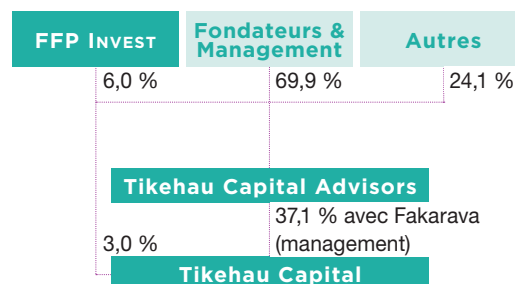 FFP INVEST
Fondateurs &
Management
Autres
6,0 %
69,9 %
24,1 %
Tikehau Capital Advisors
37,1 % avec Fakarava
(management)
3,0 %
Tikehau Capital